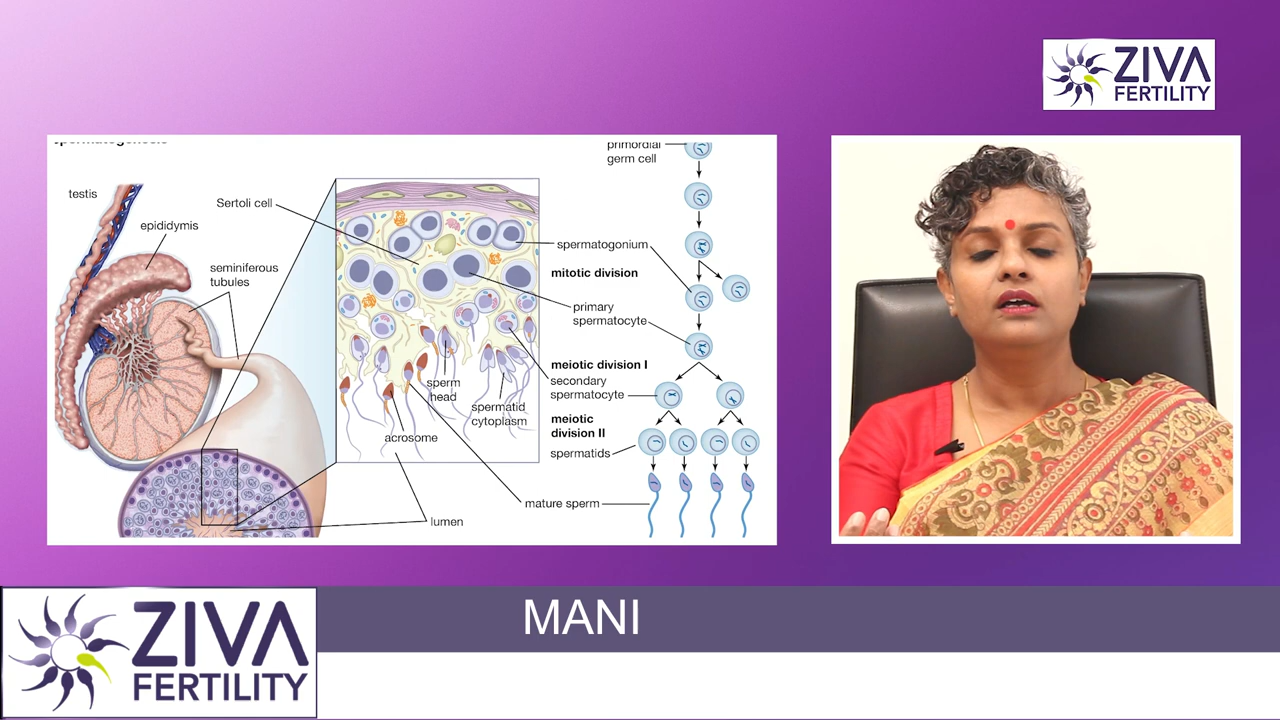 ZIVA
FERTILITY
spermatogenesis
testis
epididymis
seminiferous
tubules
Sertoli cell
sperm
head
spermatid
cytoplasm
acrosome
lumen
primordial
germ cell
spermatogonium
mitotic division
primary
spermatocyte
meiotic division I
secondary
spermatocyte
meiotic
division II
spermatids
mature sperm
ZIVA
FERTILITY
MANI